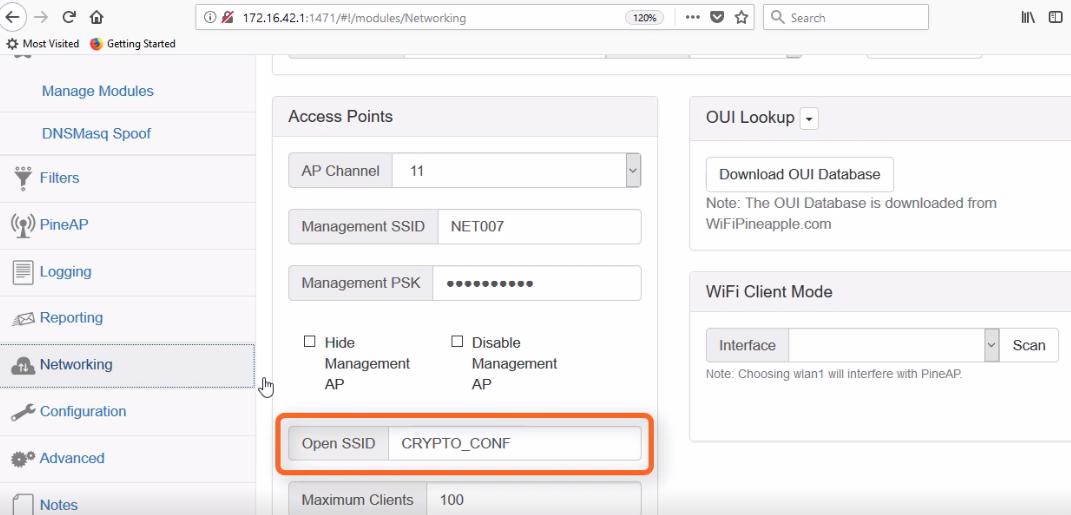 172.16.42.1:1471/#!/modules/Networking
120%
Search
Most Visited
Getting Started
Manage Modules
DNSMasq Spoof
Filters
PineAP
Logging
Reporting
Networking
Configuration
Advanced
Notes
Access Points
AP Channel 11
Management SSID NET007
Management PSK ●●●●●●●●●●
Hide
Management
AP
Disable
Management
AP
Open SSID CRYPTO_CONF
Maximum Clients 100
OUI Lookup
Download OUI Database
Note: The OUI Database is downloaded from
WiFiPineapple.com
WiFi Client Mode
Interface
Scan
Note: Choosing wlan1 will interfere with PineAP.